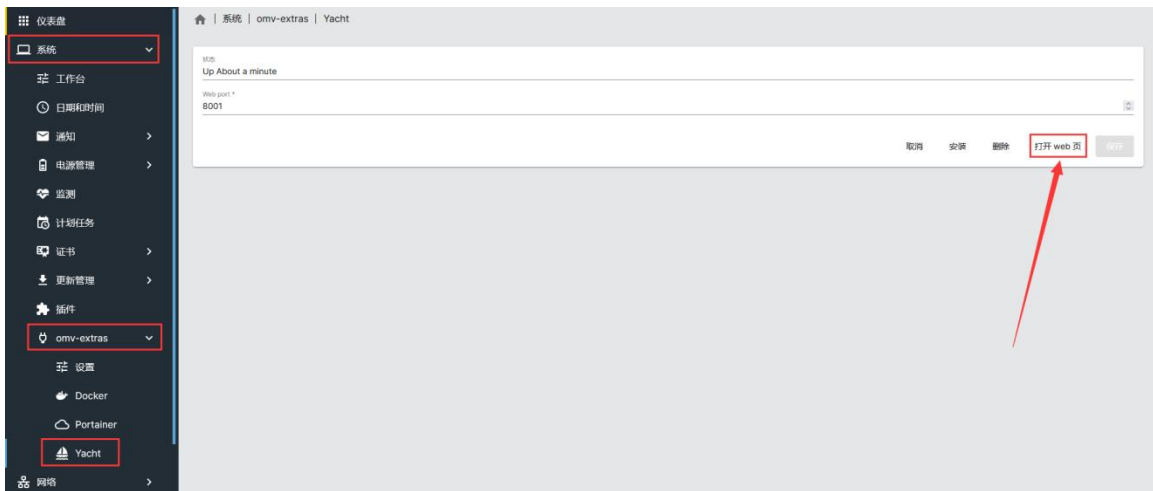 仪表盘
系统 | omv-extras | Yacht
系统
工作台
日期和时间
通知
电源管理
监测
计划任务
证书
更新管理
插件
omv-extras
设置
Docker
Portainer
Yacht
网络
状态
Up About a minute
Web port *
8001
取消 安装 删除 打开 web 页 保存